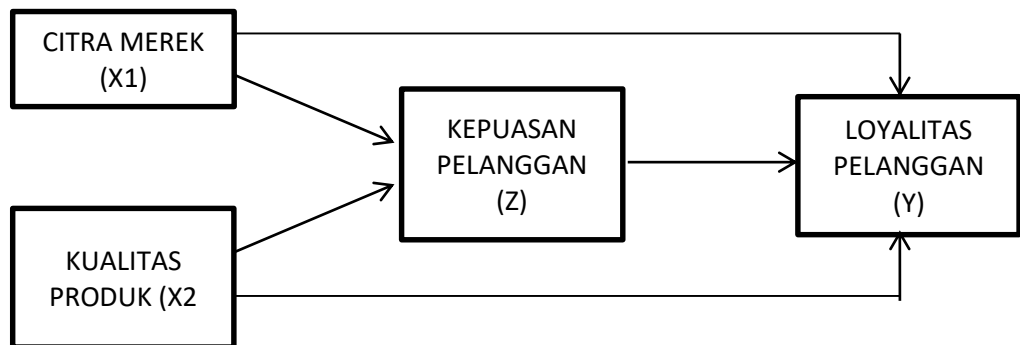 CITRA MEREK
(X1)
KEPUASAN
PELANGGAN
(Z)
LOYALITAS
PELANGGAN
(Y)
KUALITAS
PRODUK (X2